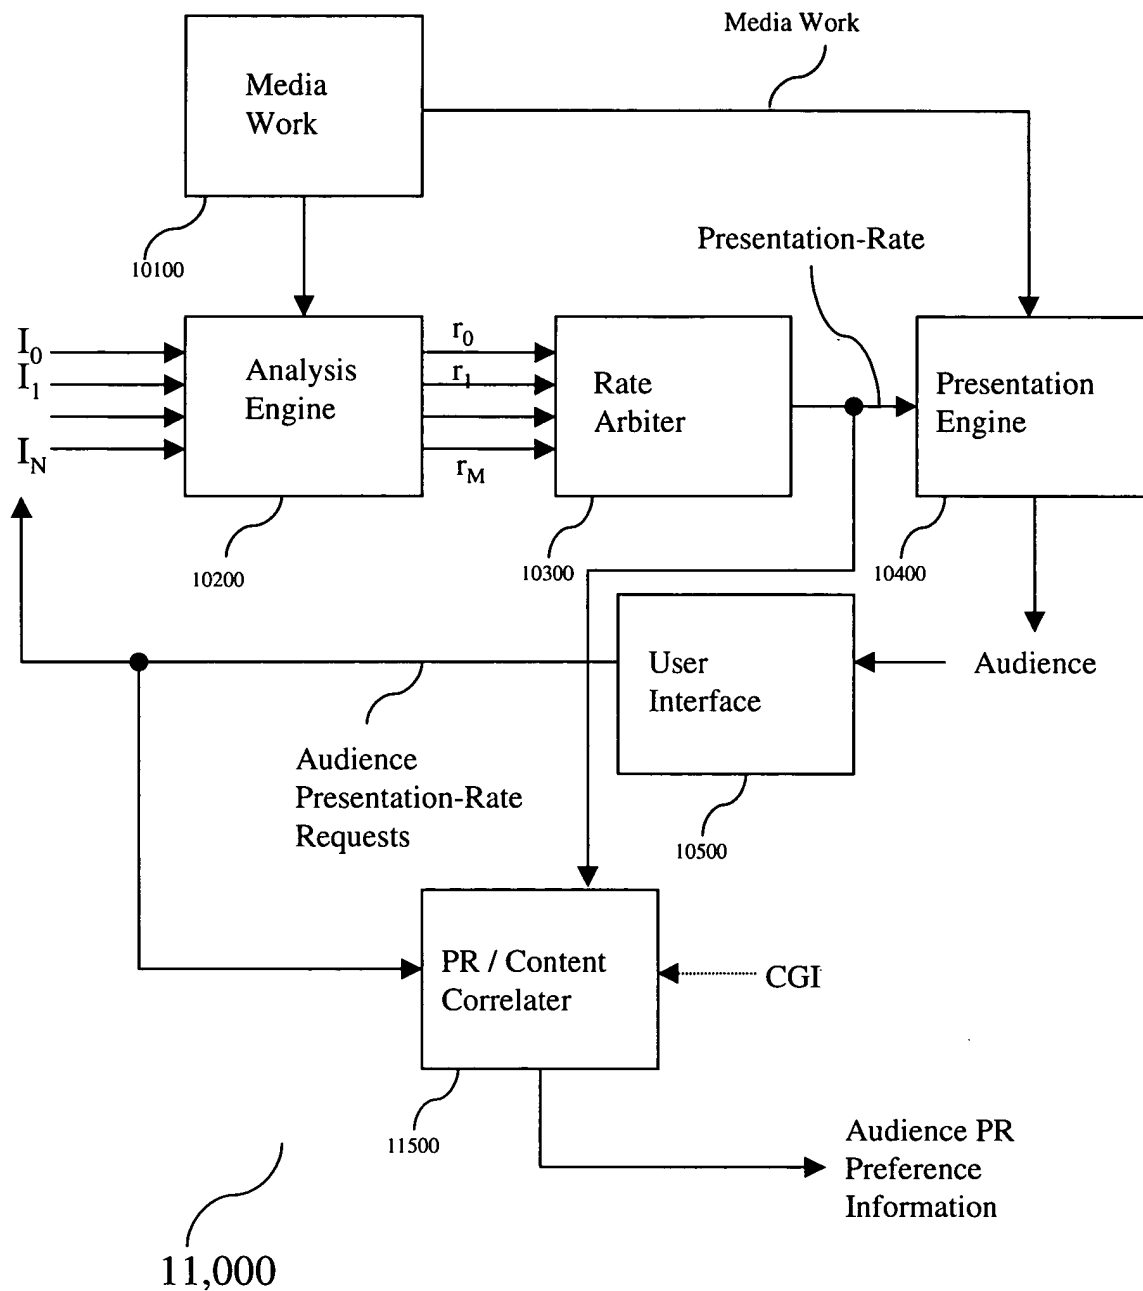 Media Work
Media
Work
10100
Presentation-Rate
I₀
I₁
I_N
Analysis
Engine
r₀
r₁
r_M
Rate
Arbiter
Presentation
Engine
10200
10300
10400
User
Interface
Audience
Audience
Presentation-Rate
Requests
10500
PR / Content
Correlater
CGI
11500
Audience PR
Preference
Information
11,000